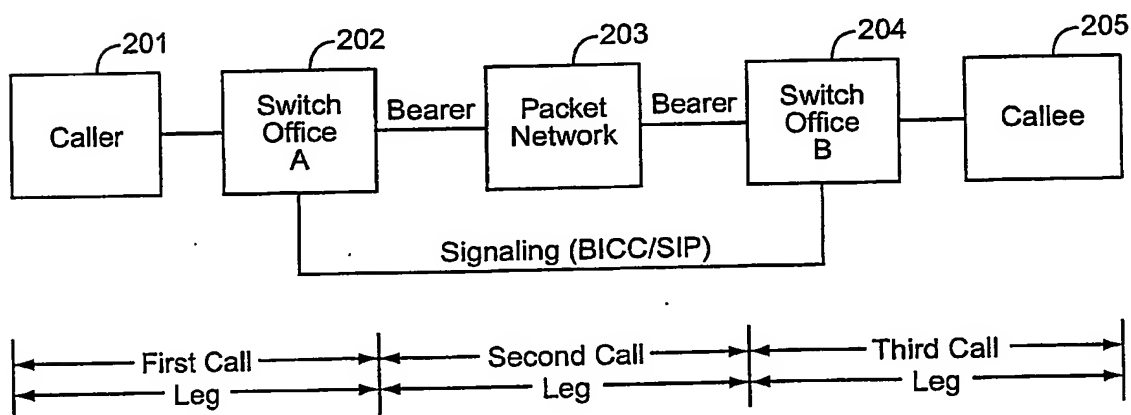 201
202
203
204
205
Caller
Switch
Office
A
Bearer
Packet
Network
Bearer
Switch
Office
B
Callee
Signaling (BICC/SIP)
First Call
Leg
Second Call
Leg
Third Call
Leg